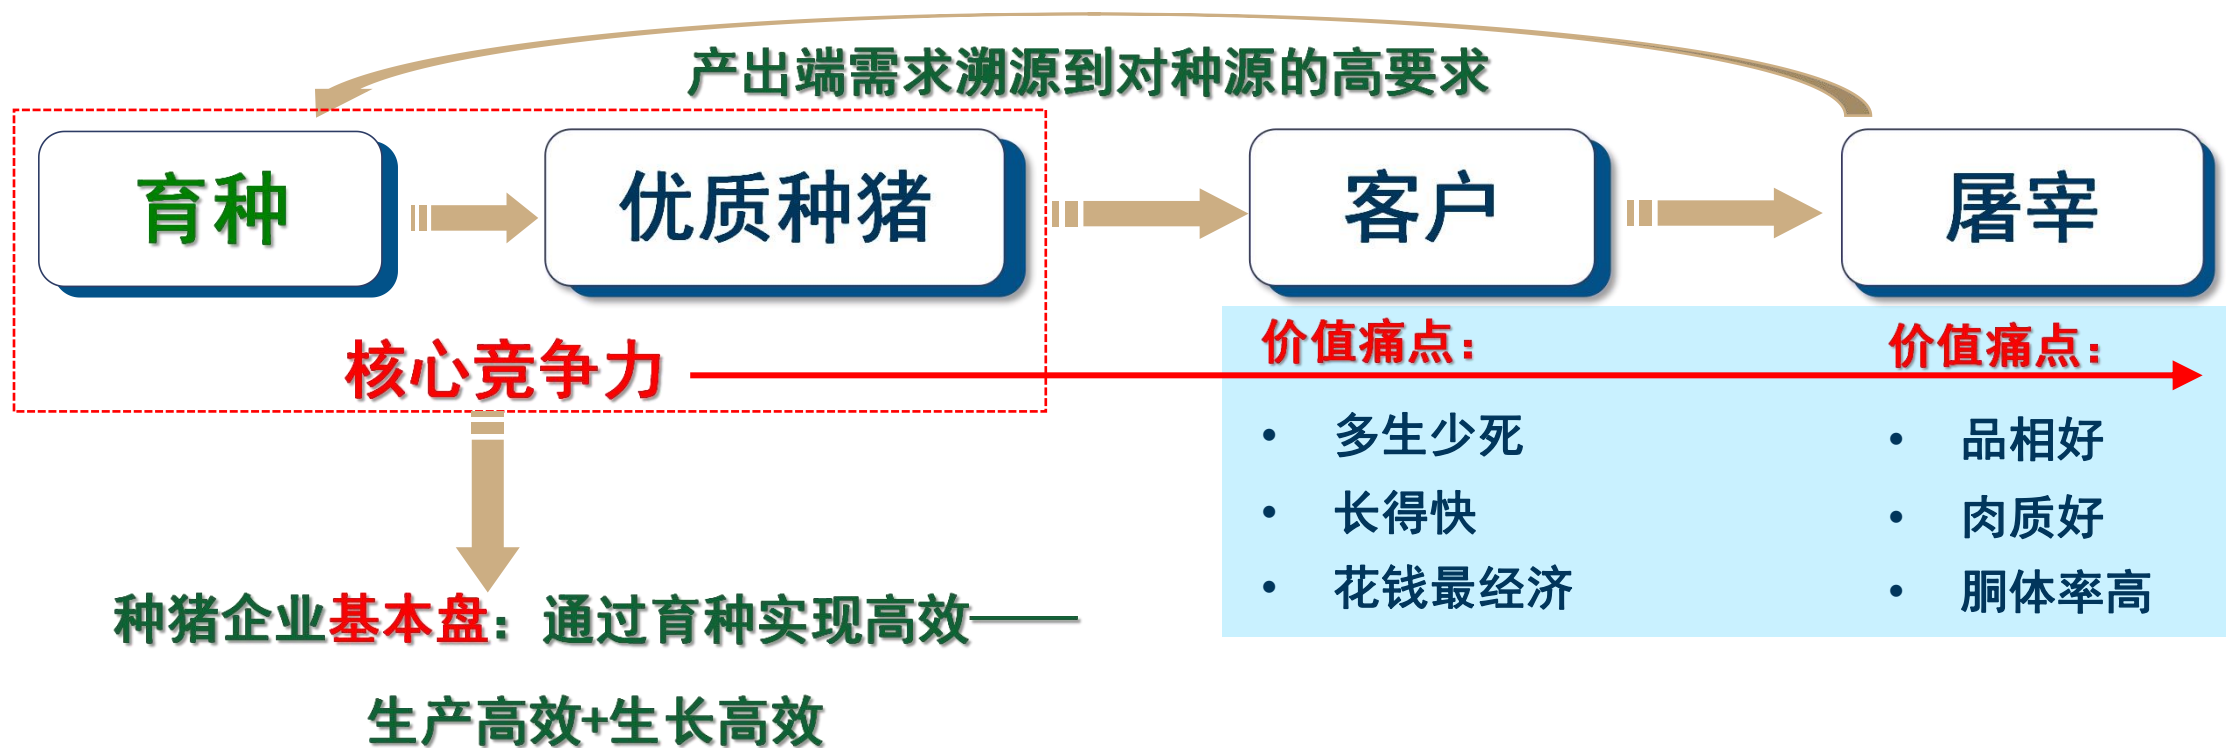 产出端需求溯源到对种源的高要求
育种
优质种猪
客户
屠宰
核心竞争力
价值痛点：
• 多生少死
• 长得快
• 花钱最经济
价值痛点：
• 品相好
• 肉质好
• 胴体率高
种猪企业基本盘：通过育种实现高效——
生产高效+生长高效